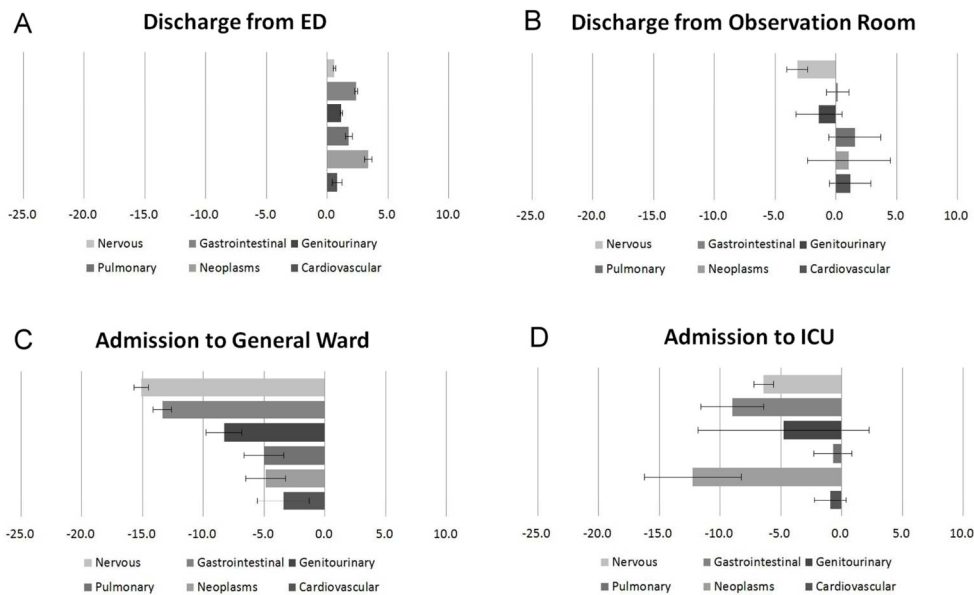 A
Discharge from ED
-25.0 -20.0 -15.0 -10.0 -5.0 0.0 5.0 10.0
Nervous Gastrointestinal Genitourinary
Pulmonary Neoplasms Cardiovascular
B
Discharge from Observation Room
-25.0 -20.0 -15.0 -10.0 -5.0 0.0 5.0 10.0
Nervous Gastrointestinal Genitourinary
Pulmonary Neoplasms Cardiovascular
C
Admission to General Ward
-25.0 -20.0 -15.0 -10.0 -5.0 0.0 5.0 10.0
Nervous Gastrointestinal Genitourinary
Pulmonary Neoplasms Cardiovascular
D
Admission to ICU
-25.0 -20.0 -15.0 -10.0 -5.0 0.0 5.0 10.0
Nervous Gastrointestinal Genitourinary
Pulmonary Neoplasms Cardiovascular